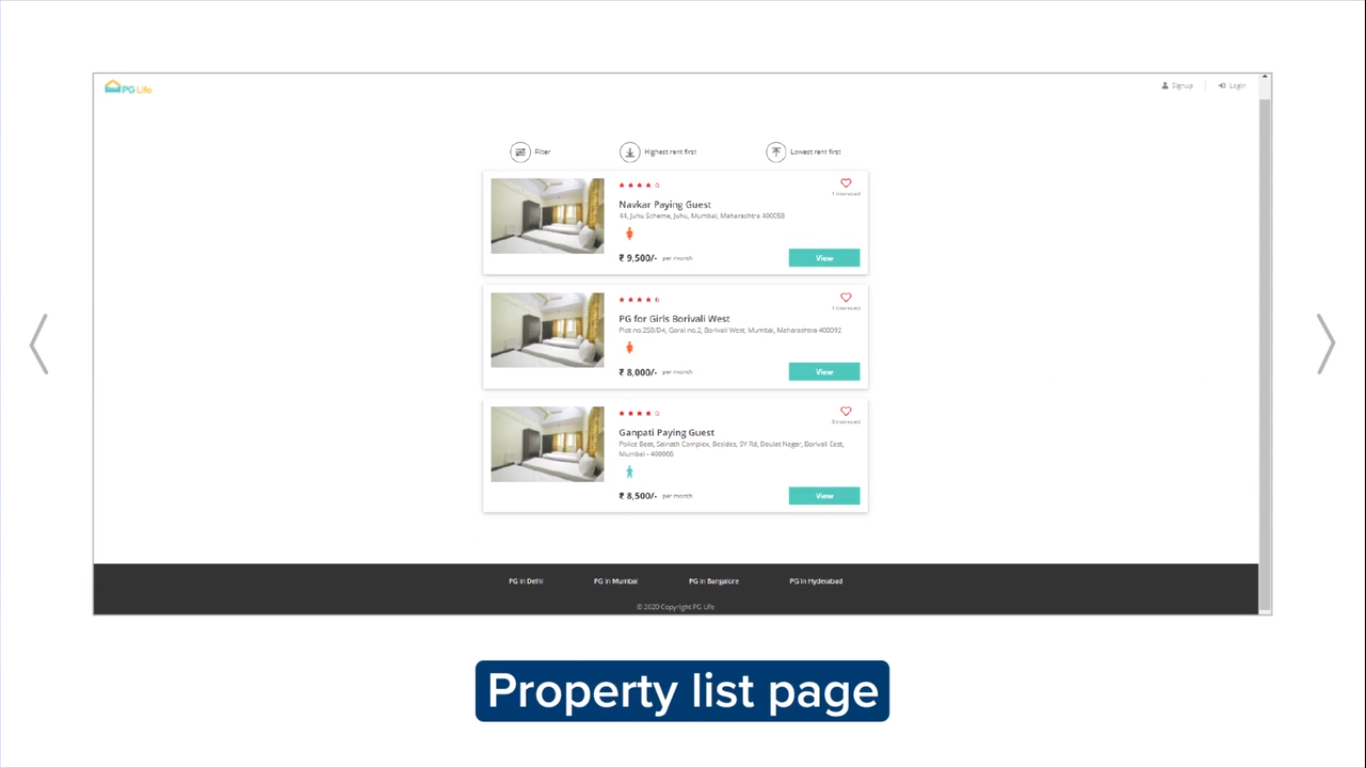 PG Life
Signup
Login
Filter
Highest rent first
Lowest rent first
1 interested
Navkar Paying Guest
44, Juhu Scheme, Juhu, Mumbai, Maharashtra 400058
₹ 9,500/- per month
View
1 interested
PG for Girls Borivali West
Plot no.258/D4, Gorai no.2, Borivali West, Mumbai, Maharashtra 400092
₹ 8,000/- per month
View
3 interested
Ganpati Paying Guest
Police Beat, Sainath Complex, Besides, SV Rd, Daulat Nagar, Borivali East,
Mumbai - 400066
₹ 8,500/- per month
View
PG in Delhi
PG in Mumbai
PG in Bangalore
PG in Hyderabad
© 2020 Copyright PG Life
Property list page